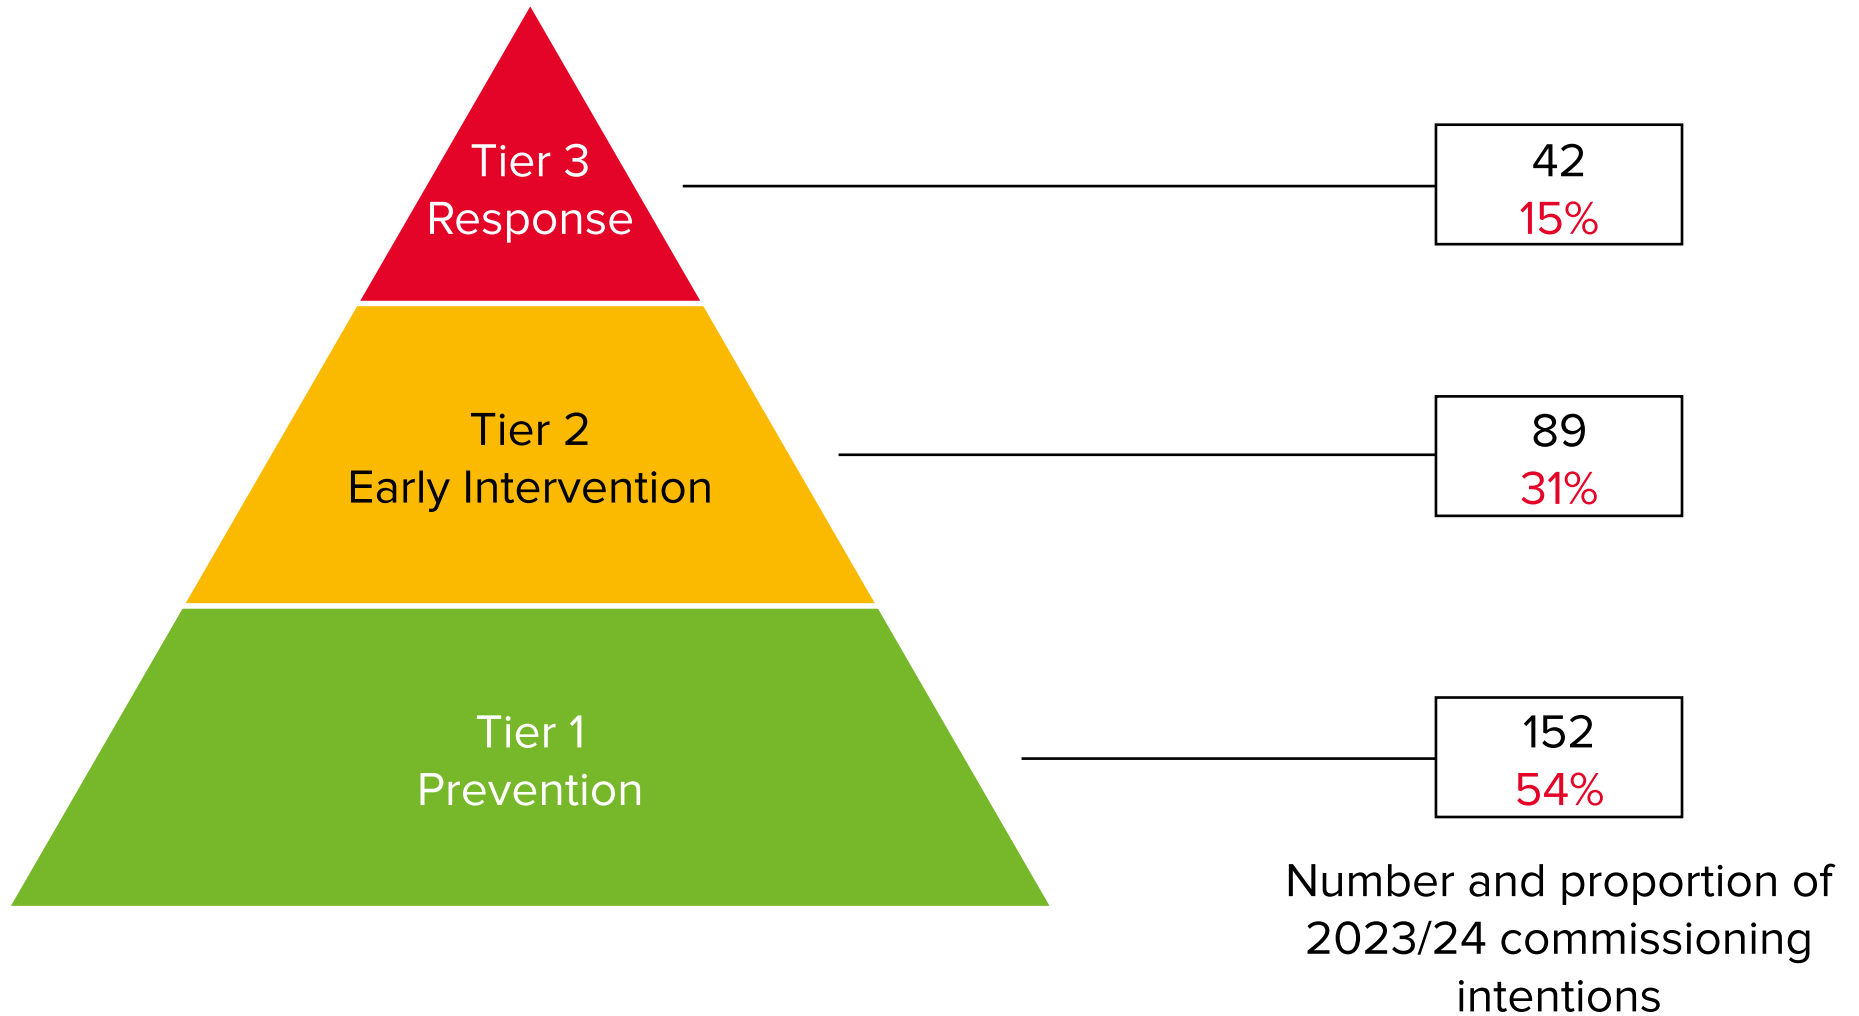 Tier 3
Response
42
15%
Tier 2
Early Intervention
89
31%
Tier 1
Prevention
152
54%
Number and proportion of
2023/24 commissioning
intentions